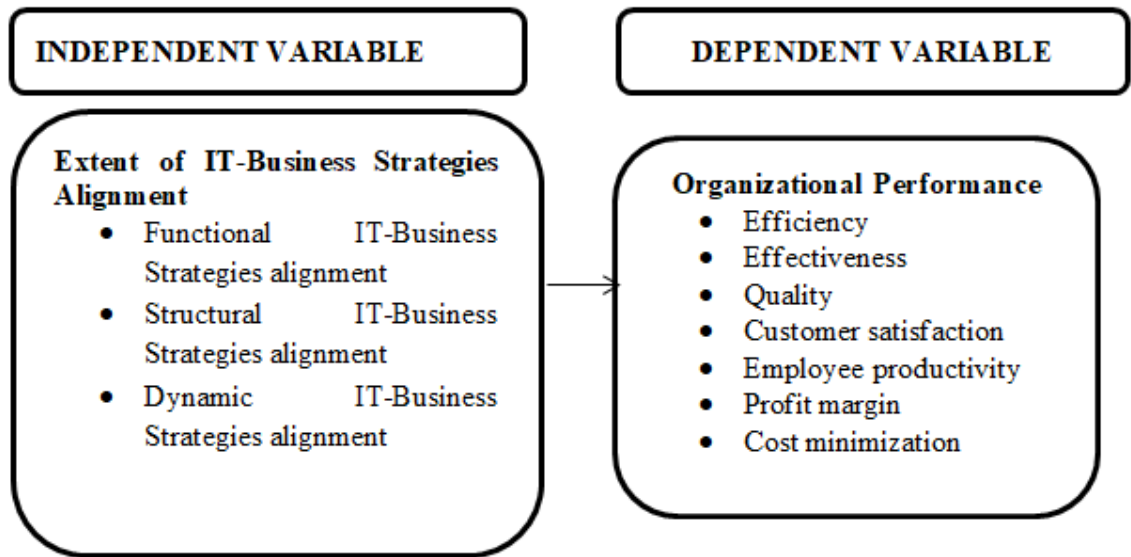 INDEPENDENT VARIABLE
Extent of IT-Business Strategies
Alignment
• Functional IT-Business
Strategies alignment
• Structural IT-Business
Strategies alignment
• Dynamic IT-Business
Strategies alignment
DEPENDENT VARIABLE
Organizational Performance
• Efficiency
• Effectiveness
• Quality
• Customer satisfaction
• Employee productivity
• Profit margin
• Cost minimization